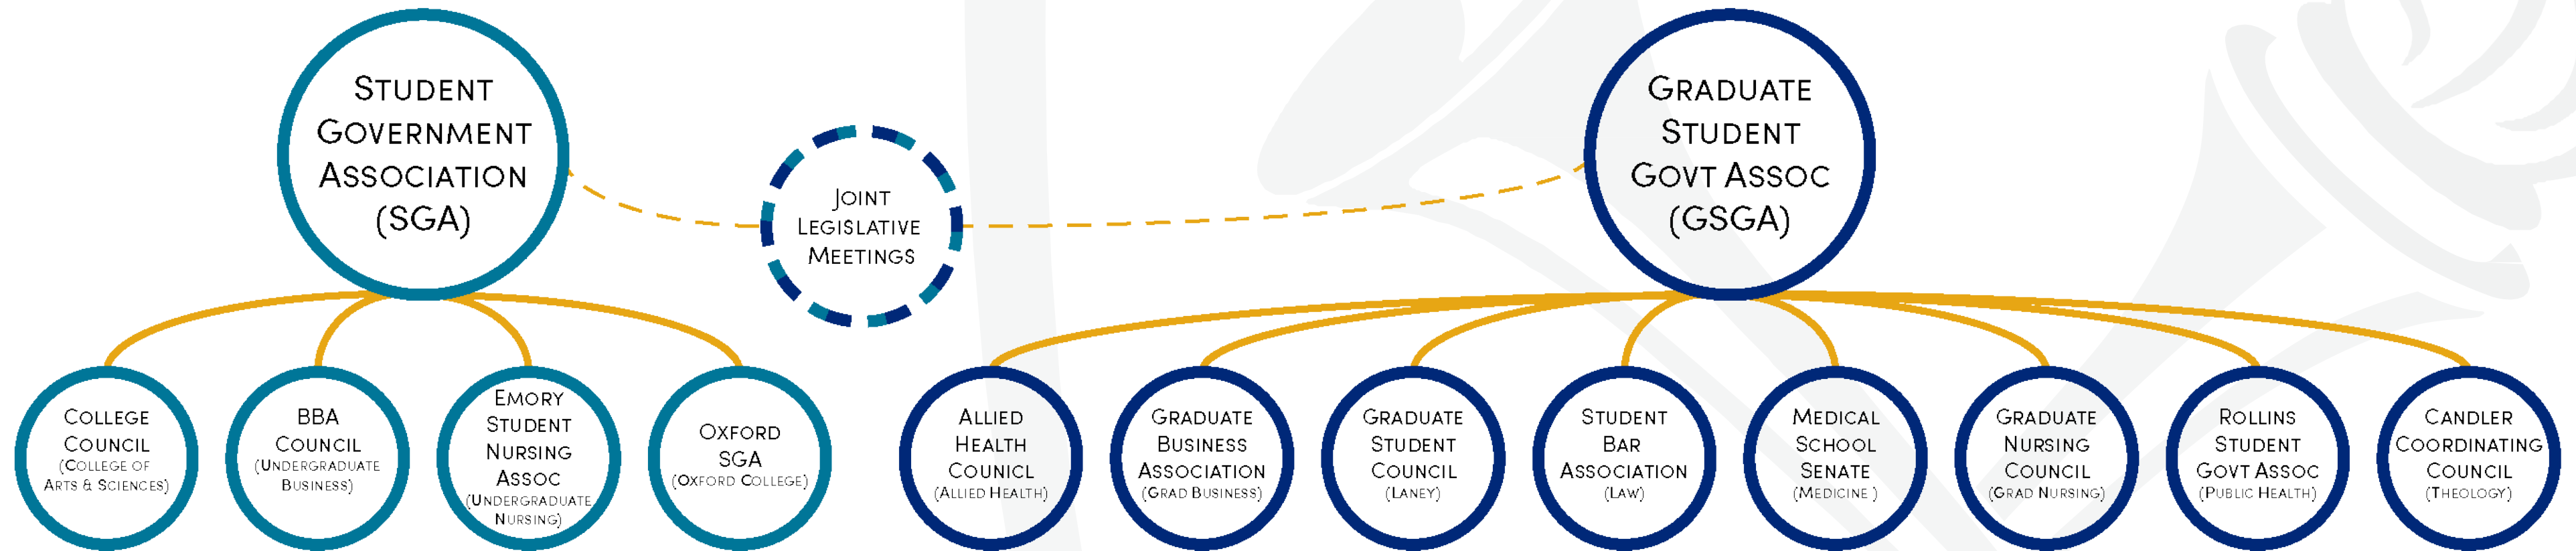 STUDENT
GOVERNMENT
ASSOCIATION
(SGA)
JOINT
LEGISLATIVE
MEETINGS
GRADUATE
STUDENT
GOVT ASSOC
(GSGA)
COLLEGE
COUNCIL
(COLLEGE OF
ARTS & SCIENCES)
BBA
COUNCIL
(UNDERGRADUATE
BUSINESS)
EMORY
STUDENT
NURSING
ASSOC
(UNDERGRADUATE
NURSING)
OXFORD
SGA
(OXFORD COLLEGE)
ALLIED
HEALTH
COUNICL
(ALLIED HEALTH)
GRADUATE
BUSINESS
ASSOCIATION
(GRAD BUSINESS)
GRADUATE
STUDENT
COUNCIL
(LANEY)
STUDENT
BAR
ASSOCIATION
(LAW)
MEDICAL
SCHOOL
SENATE
(MEDICINE )
GRADUATE
NURSING
COUNCIL
(GRAD NURSING)
ROLLINS
STUDENT
GOVT ASSOC
(PUBLIC HEALTH)
CANDLER
COORDINATING
COUNCIL
(THEOLOGY)